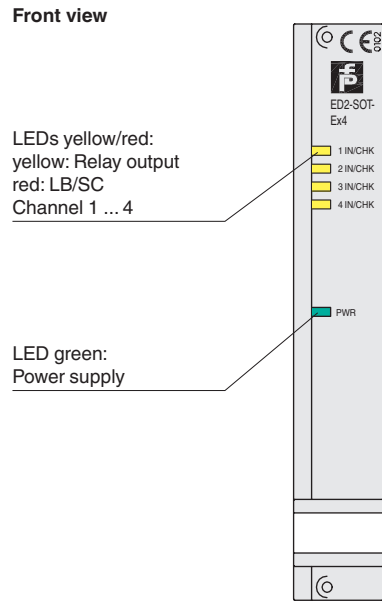 Front view
CE 0102
ED2-SOT-
Ex4
LEDs yellow/red:
yellow: Relay output
red: LB/SC
Channel 1 ... 4
1 IN/CHK
2 IN/CHK
3 IN/CHK
4 IN/CHK
PWR
LED green:
Power supply